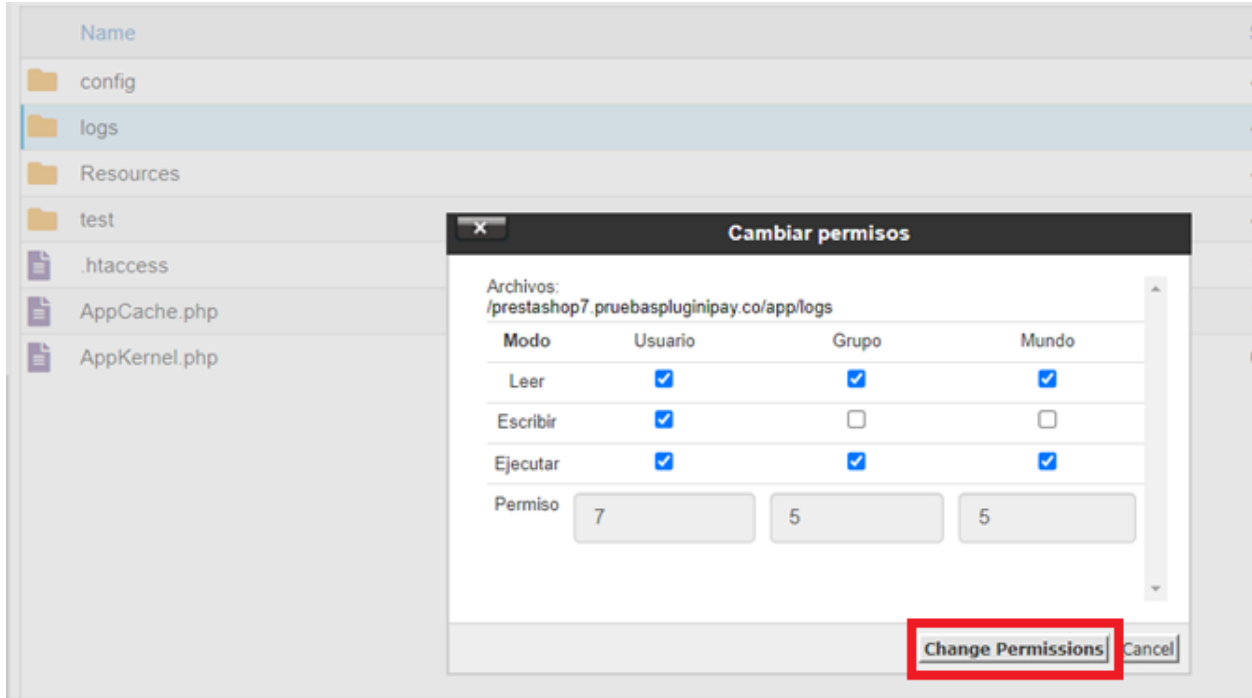 Name
config
logs
Resources
test
.htaccess
AppCache.php
AppKernel.php
x
Cambiar permisos
Archivos:
/prestashop7.pruebaspluginipay.co/app/logs
Modo Usuario Grupo Mundo
Leer
Escribir
Ejecutar
Permiso 7 5 5
Change Permissions Cancel